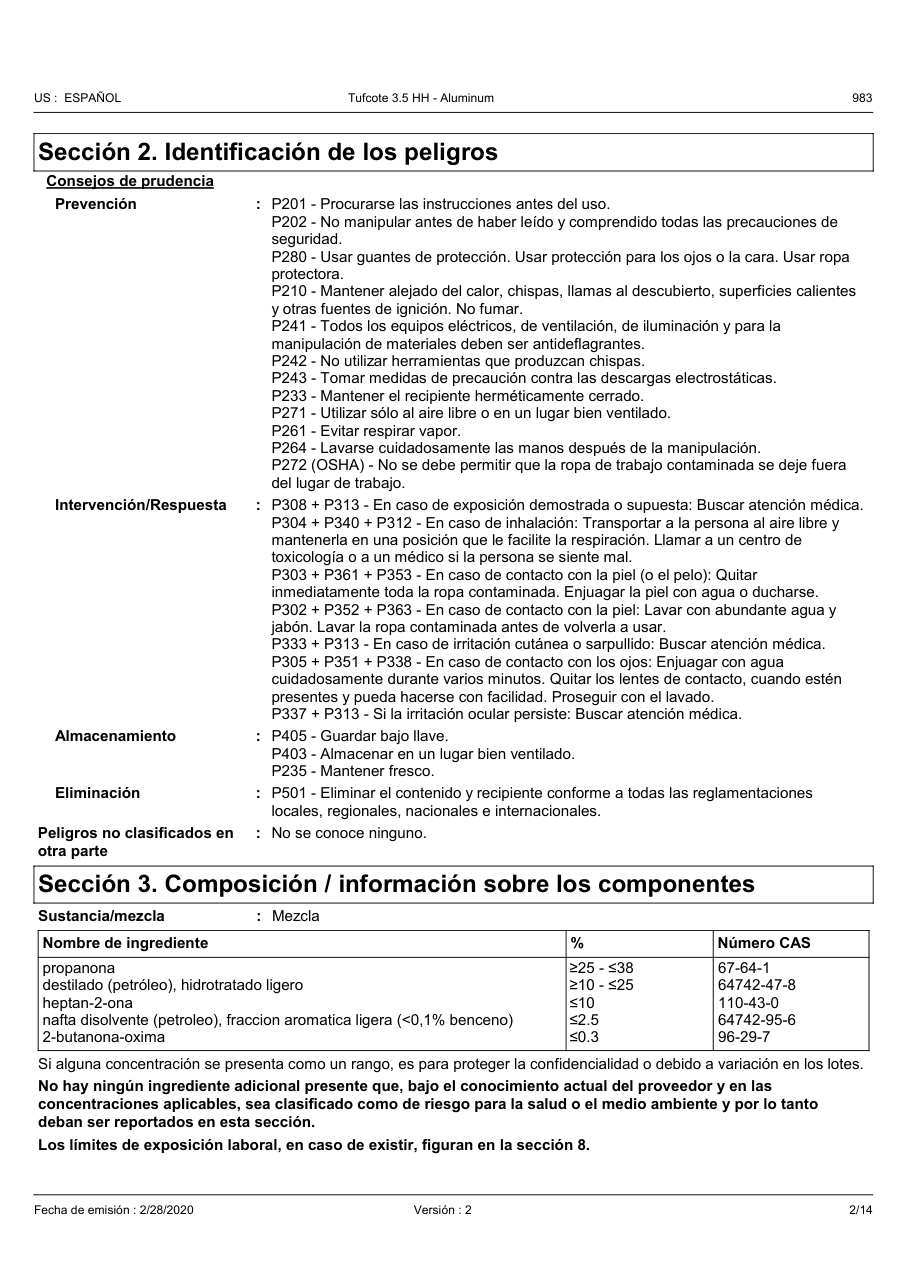 US : ESPAÑOL Tufcote 3.5 HH - Aluminum 983
Sección 2. Identificación de los peligros
Consejos de prudencia
Prevención : P201 - Procurarse las instrucciones antes del uso.
P202 - No manipular antes de haber leído y comprendido todas las precauciones de
seguridad.
P280 - Usar guantes de protección. Usar protección para los ojos o la cara. Usar ropa
protectora.
P210 - Mantener alejado del calor, chispas, llamas al descubierto, superficies calientes
y otras fuentes de ignición. No fumar.
P241 - Todos los equipos eléctricos, de ventilación, de iluminación y para la
manipulación de materiales deben ser antideflagrantes.
P242 - No utilizar herramientas que produzcan chispas.
P243 - Tomar medidas de precaución contra las descargas electrostáticas.
P233 - Mantener el recipiente herméticamente cerrado.
P271 - Utilizar sólo al aire libre o en un lugar bien ventilado.
P261 - Evitar respirar vapor.
P264 - Lavarse cuidadosamente las manos después de la manipulación.
P272 (OSHA) - No se debe permitir que la ropa de trabajo contaminada se deje fuera
del lugar de trabajo.
Intervención/Respuesta : P308 + P313 - En caso de exposición demostrada o supuesta: Buscar atención médica.
P304 + P340 + P312 - En caso de inhalación: Transportar a la persona al aire libre y
mantenerla en una posición que le facilite la respiración. Llamar a un centro de
toxicología o a un médico si la persona se siente mal.
P303 + P361 + P353 - En caso de contacto con la piel (o el pelo): Quitar
inmediatamente toda la ropa contaminada. Enjuagar la piel con agua o ducharse.
P302 + P352 + P363 - En caso de contacto con la piel: Lavar con abundante agua y
jabón. Lavar la ropa contaminada antes de volverla a usar.
P333 + P313 - En caso de irritación cutánea o sarpullido: Buscar atención médica.
P305 + P351 + P338 - En caso de contacto con los ojos: Enjuagar con agua
cuidadosamente durante varios minutos. Quitar los lentes de contacto, cuando estén
presentes y pueda hacerse con facilidad. Proseguir con el lavado.
P337 + P313 - Si la irritación ocular persiste: Buscar atención médica.
Almacenamiento : P405 - Guardar bajo llave.
P403 - Almacenar en un lugar bien ventilado.
P235 - Mantener fresco.
Eliminación : P501 - Eliminar el contenido y recipiente conforme a todas las reglamentaciones
locales, regionales, nacionales e internacionales.
Peligros no clasificados en : No se conoce ninguno.
otra parte
Sección 3. Composición / información sobre los componentes
Sustancia/mezcla : Mezcla
Nombre de ingrediente % Número CAS
propanona ≥25 - ≤38 67-64-1
destilado (petróleo), hidrotratado ligero ≥10 - ≤25 64742-47-8
heptan-2-ona ≤10 110-43-0
nafta disolvente (petroleo), fraccion aromatica ligera (<0,1% benceno) ≤2.5 64742-95-6
2-butanona-oxima ≤0.3 96-29-7
Si alguna concentración se presenta como un rango, es para proteger la confidencialidad o debido a variación en los lotes.
No hay ningún ingrediente adicional presente que, bajo el conocimiento actual del proveedor y en las
concentraciones aplicables, sea clasificado como de riesgo para la salud o el medio ambiente y por lo tanto
deban ser reportados en esta sección.
Los límites de exposición laboral, en caso de existir, figuran en la sección 8.
Fecha de emisión : 2/28/2020 Versión : 2 2/14